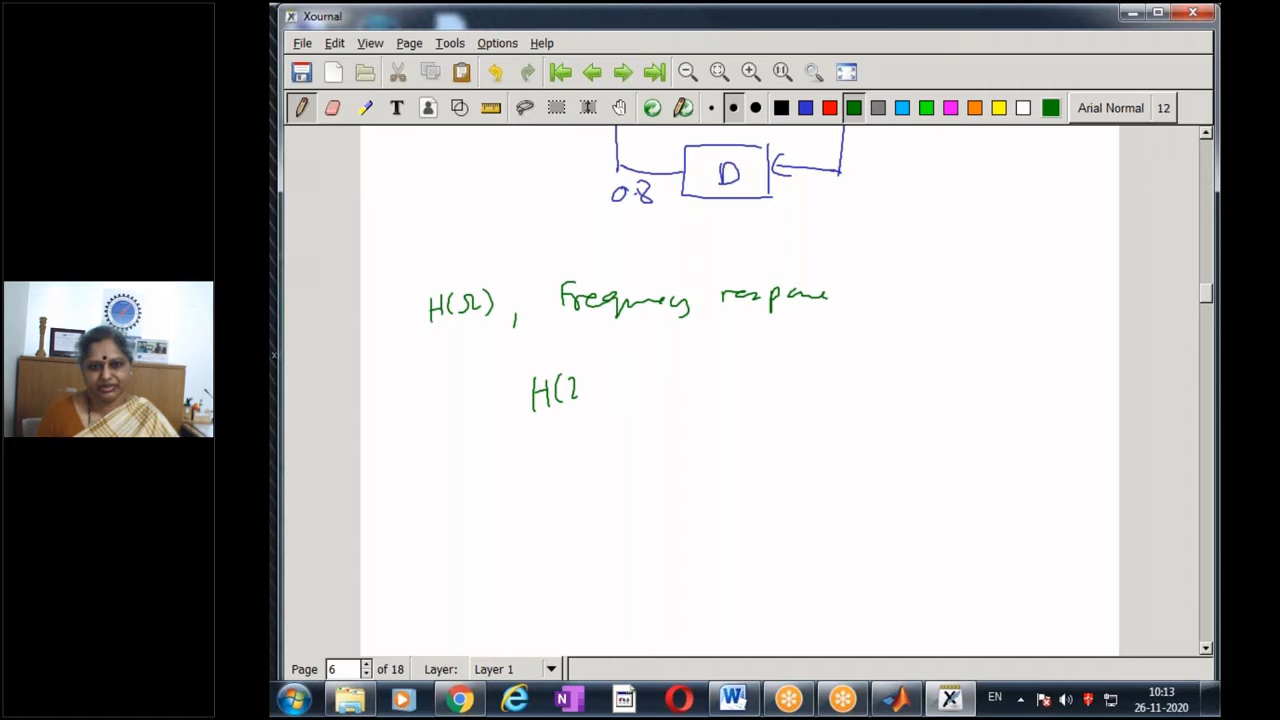 Xournal
File Edit View Page Tools Options Help
Arial Normal 12
D
0.8
H(Ω), Frequency response
H(z
Page 6 of 18 Layer: Layer 1
EN 10:13
26-11-2020